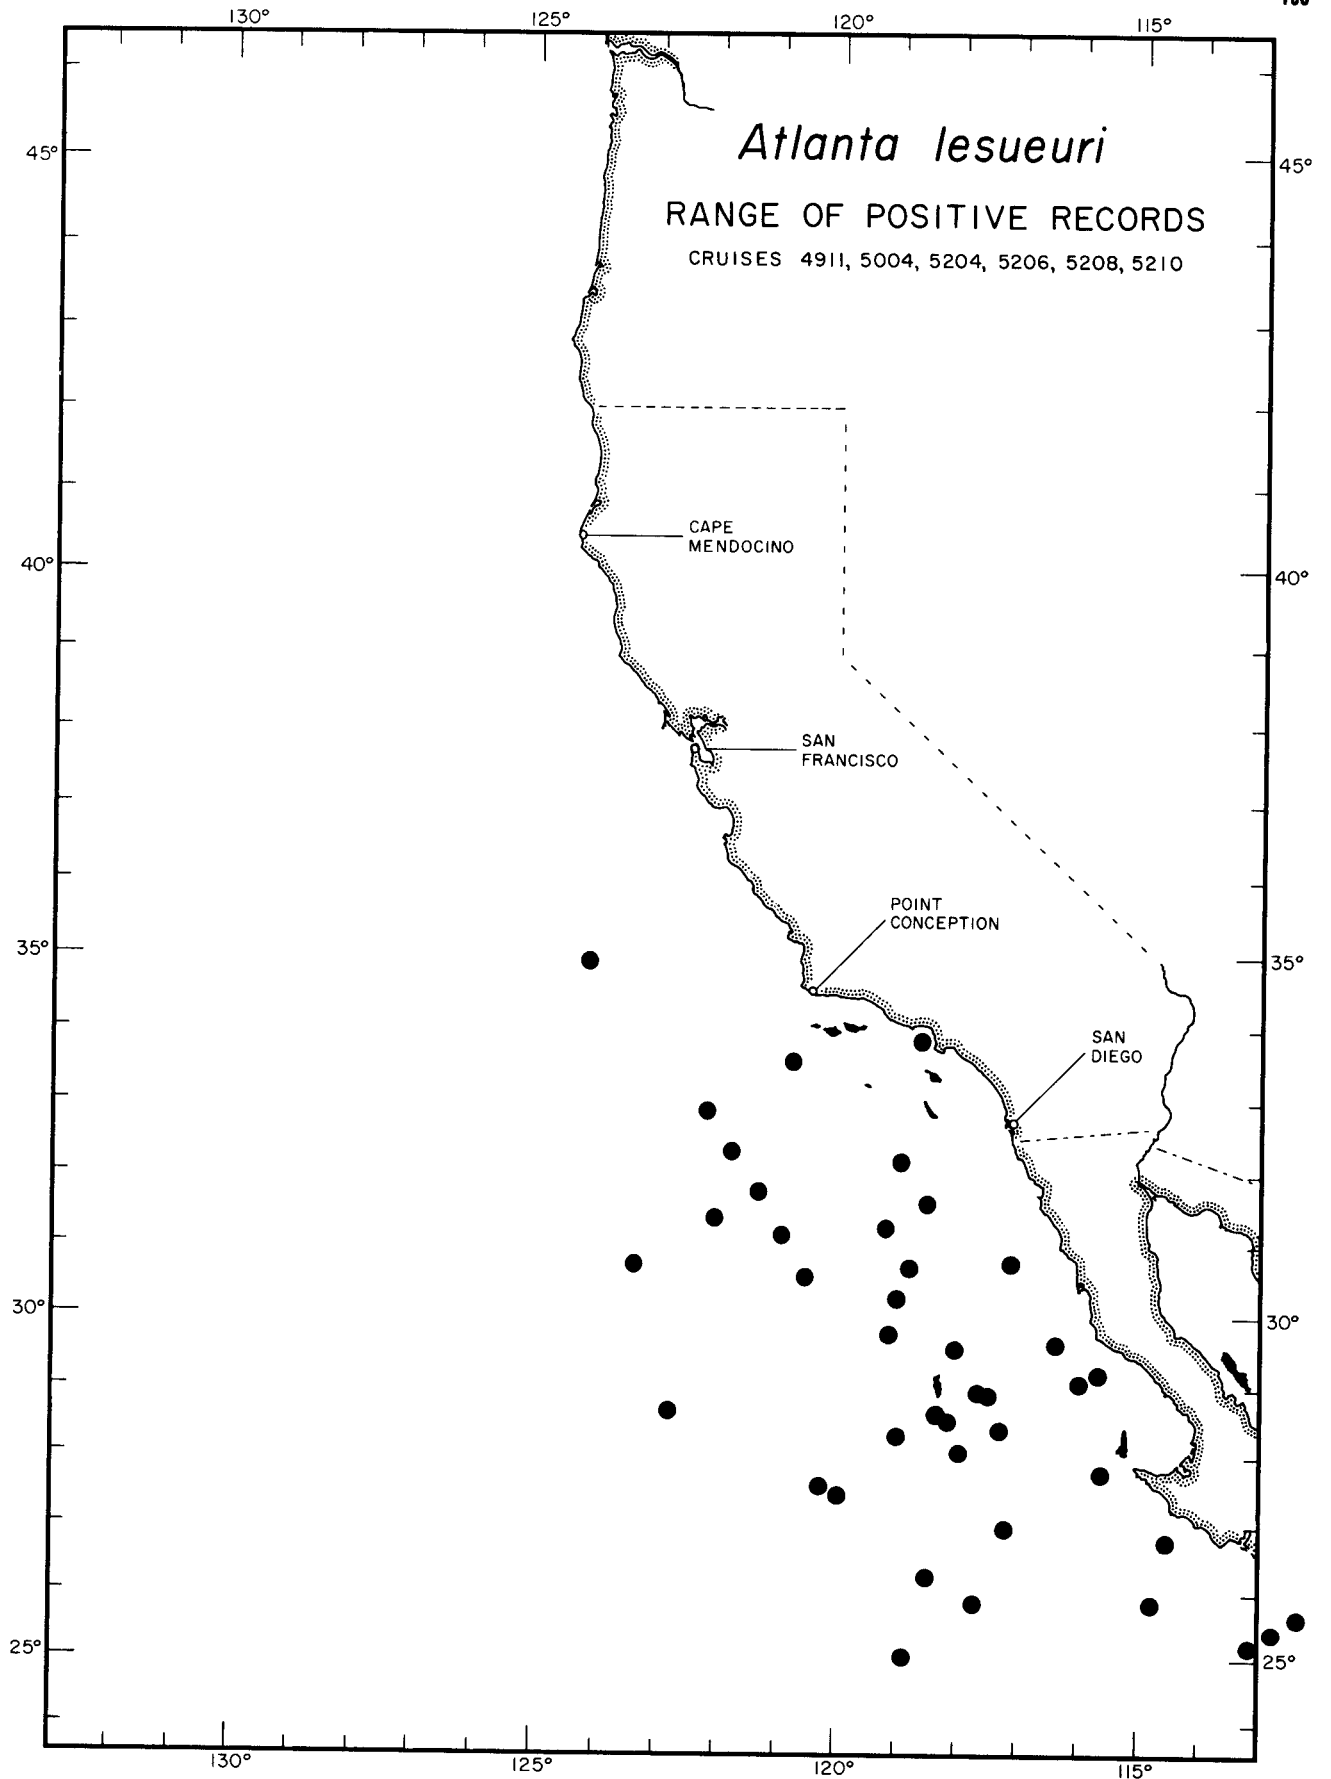 130° 125° 120° 115°
Atlanta lesueuri
RANGE OF POSITIVE RECORDS
CRUISES 4911, 5004, 5204, 5206, 5208, 5210
45° 45°
CAPE
MENDOCINO
40° 40°
SAN
FRANCISCO
POINT
CONCEPTION
35° 35°
SAN
DIEGO
30° 30°
25° 25°
130° 125° 120° 115°